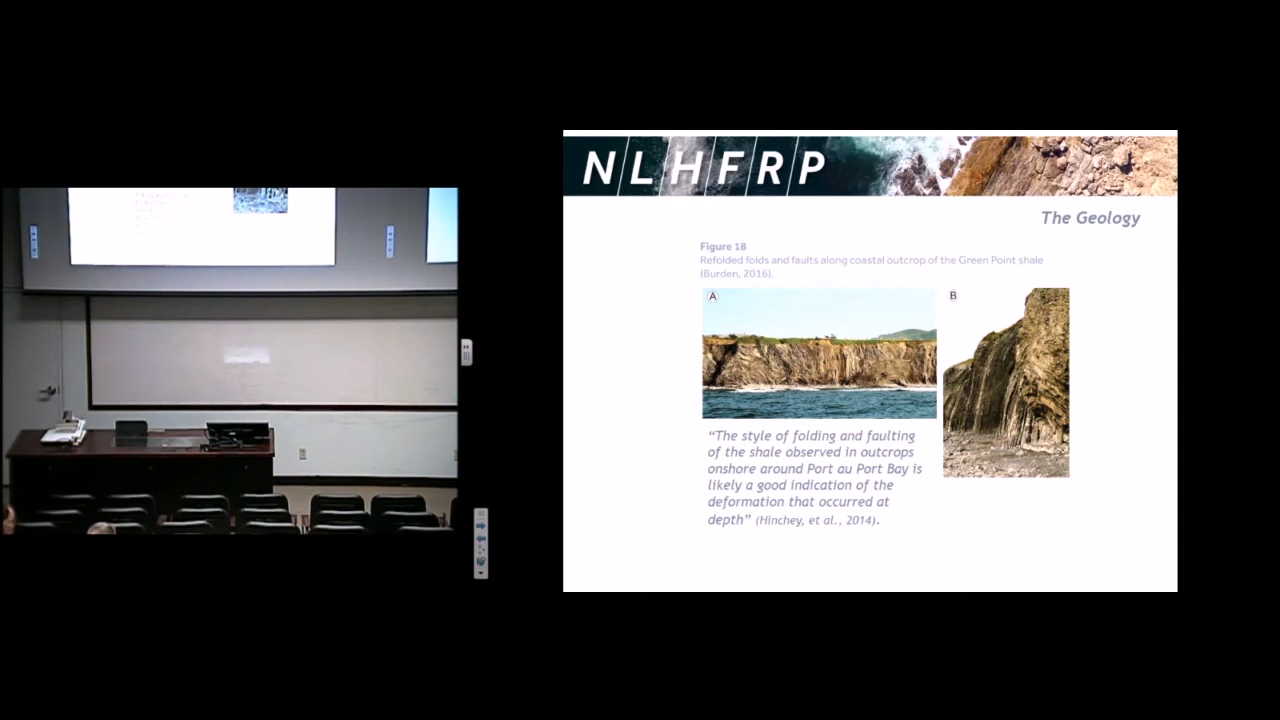 NLHFRP
The Geology
Figure 18
Refolded folds and faults along coastal outcrop of the Green Point shale
(Burden, 2016).
A
B
“The style of folding and faulting
of the shale observed in outcrops
onshore around Port au Port Bay is
likely a good indication of the
deformation that occurred at
depth” (Hinchey, et al., 2014).